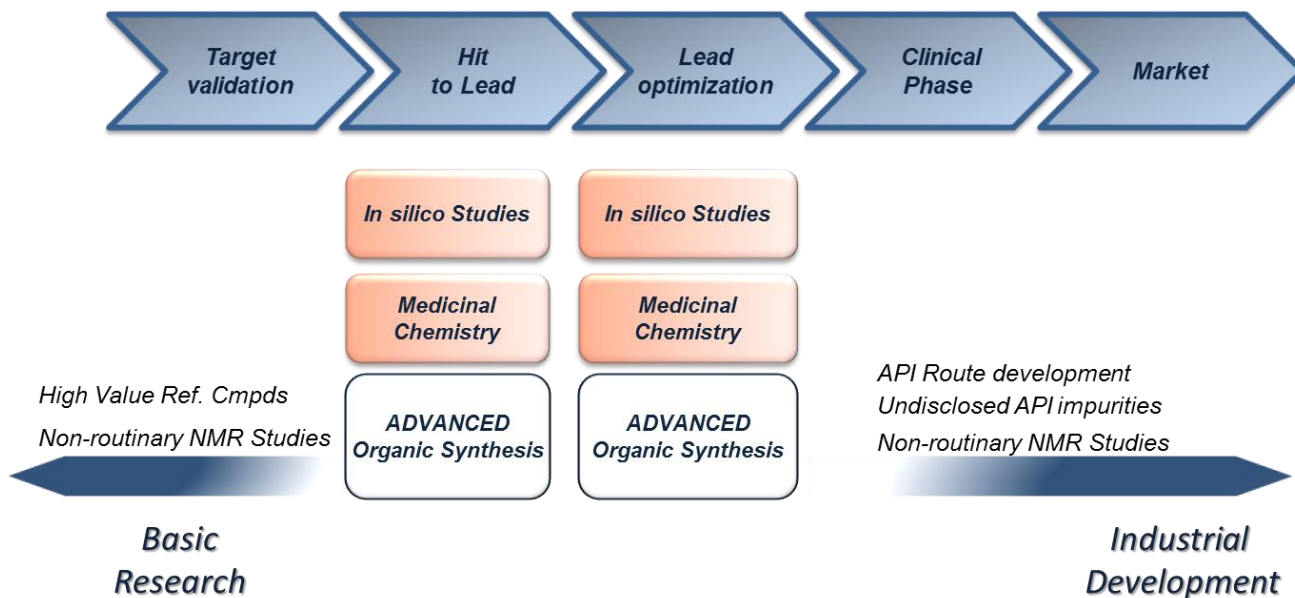 Target
validation
Hit
to Lead
Lead
optimization
Clinical
Phase
Market
In silico Studies
In silico Studies
Medicinal
Chemistry
Medicinal
Chemistry
High Value Ref. Cmpds
Non-routinary NMR Studies
ADVANCED
Organic Synthesis
ADVANCED
Organic Synthesis
API Route development
Undisclosed API impurities
Non-routinary NMR Studies
Basic
Research
Industrial
Development